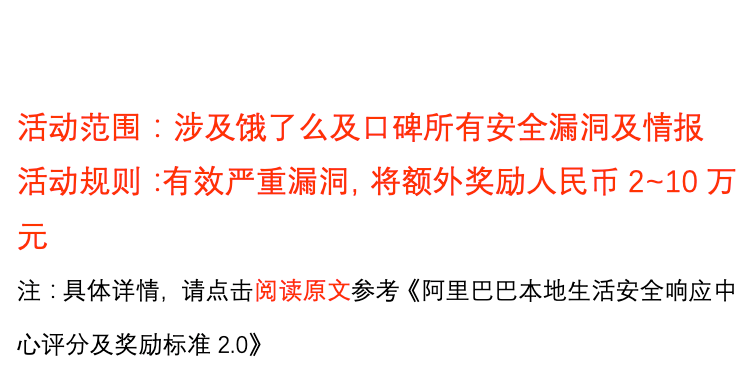 活动范围：涉及饿了么及口碑所有安全漏洞及情报
活动规则:有效严重漏洞,将额外奖励人民币2~10万
元
注:具体详情，请点击阅读原文参考《阿里巴巴本地生活安全响应中
心评分及奖励标准2.0》